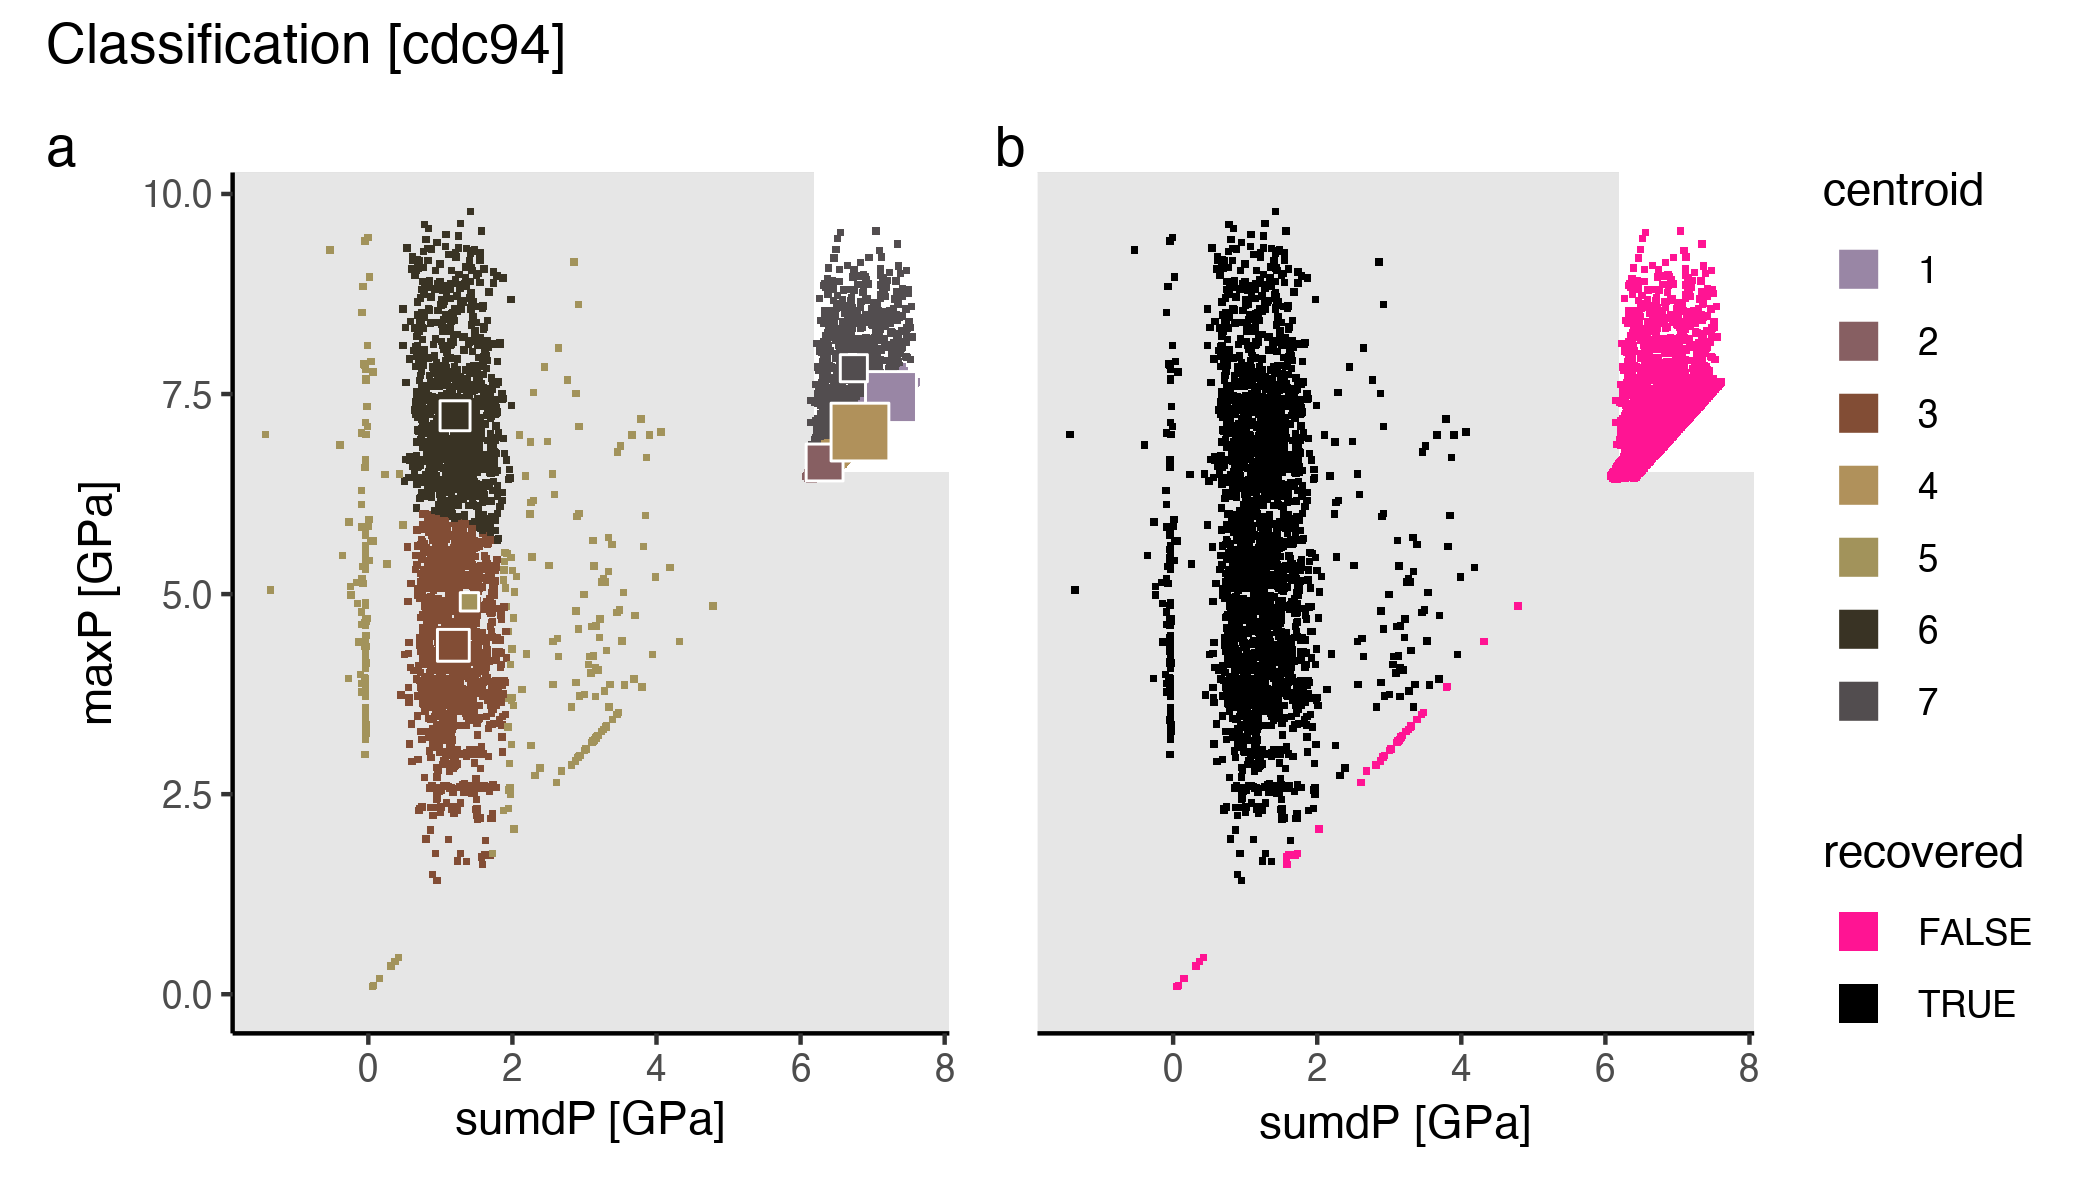 Classification [cdc94]
a
b
10.0
7.5
5.0
2.5
0.0
maxP [GPa]
0 2 4 6 8
sumdP [GPa]
0 2 4 6 8
sumdP [GPa]
centroid
1
2
3
4
5
6
7
recovered
FALSE
TRUE